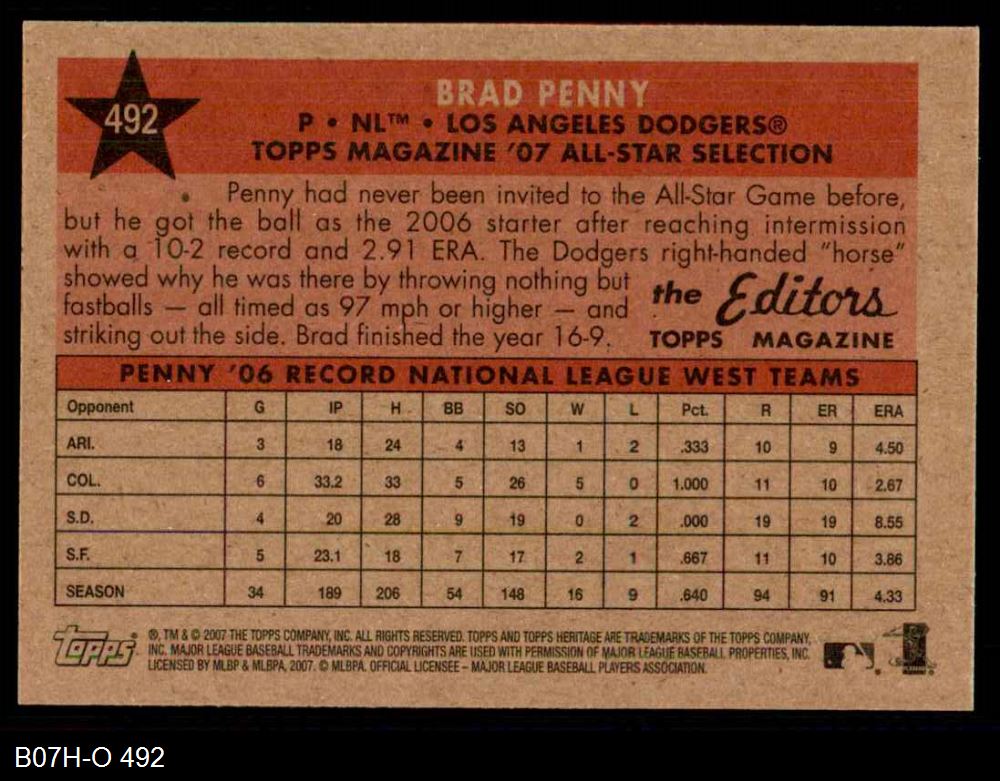 492
BRAD PENNY
P • NL™ • LOS ANGELES DODGERS®
TOPPS MAGAZINE '07 ALL-STAR SELECTION
Penny had never been invited to the All-Star Game before,
but he got the ball as the 2006 starter after reaching intermission
with a 10-2 record and 2.91 ERA. The Dodgers right-handed "horse"
showed why he was there by throwing nothing but
fastballs — all timed as 97 mph or higher — and
striking out the side. Brad finished the year 16-9.
the Editors
TOPPS MAGAZINE
PENNY '06 RECORD NATIONAL LEAGUE WEST TEAMS
Opponent G IP H BB SO W L Pct. R ER ERA
ARI. 3 18 24 4 13 1 2 .333 10 9 4.50
COL. 6 33.2 33 5 26 5 0 1.000 11 10 2.67
S.D. 4 20 28 9 19 0 2 .000 19 19 8.55
S.F. 5 23.1 18 7 17 2 1 .667 11 10 3.86
SEASON 34 189 206 54 148 16 9 .640 94 91 4.33
Topps®
®, TM & © 2007 THE TOPPS COMPANY, INC. ALL RIGHTS RESERVED. TOPPS AND TOPPS HERITAGE ARE TRADEMARKS OF THE TOPPS COMPANY,
INC. MAJOR LEAGUE BASEBALL TRADEMARKS AND COPYRIGHTS ARE USED WITH PERMISSION OF MAJOR LEAGUE BASEBALL PROPERTIES, INC.
LICENSED BY MLBP & MLBPA, 2007. © MLBPA. OFFICIAL LICENSEE – MAJOR LEAGUE BASEBALL PLAYERS ASSOCIATION.
B07H-O 492